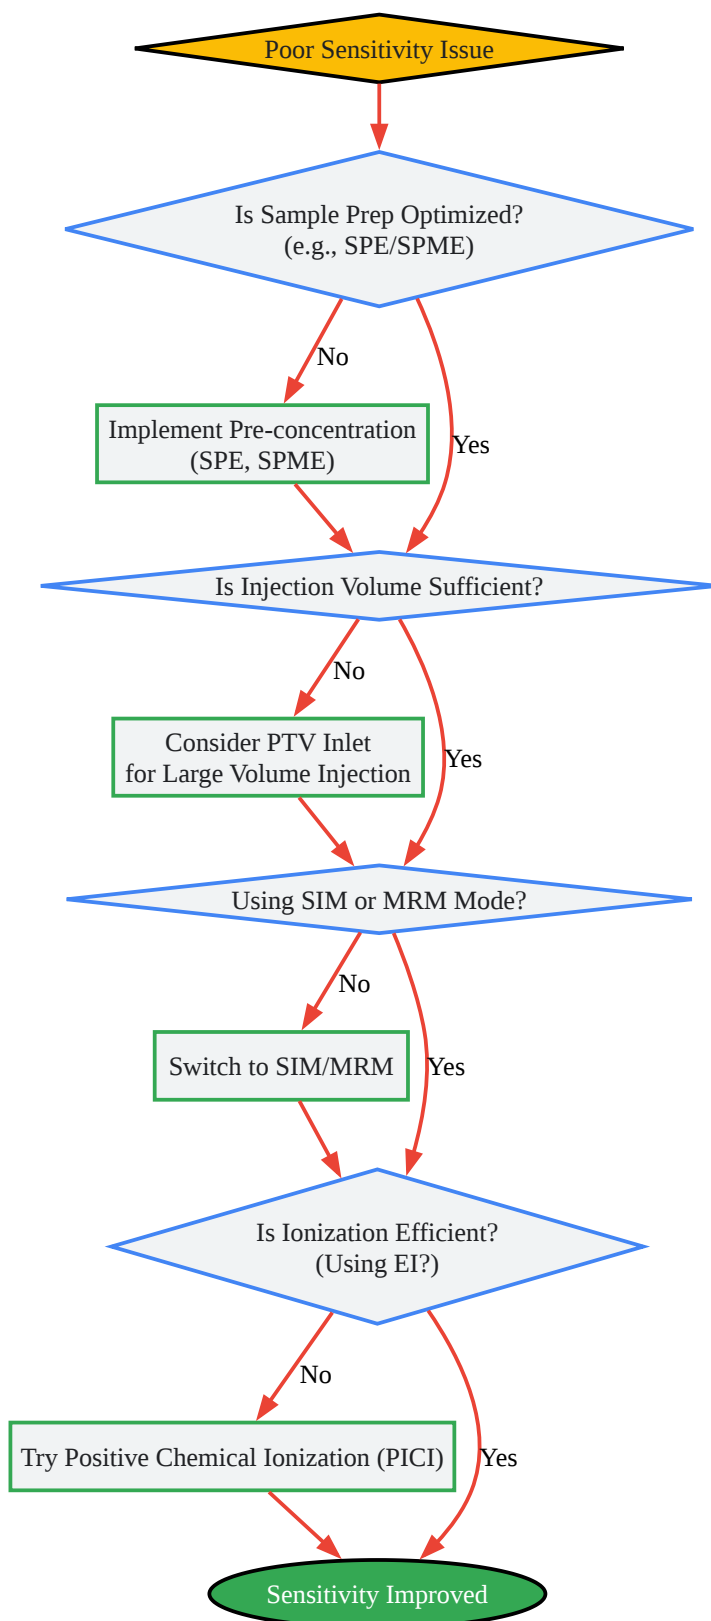 Poor Sensitivity Issue
Is Sample Prep Optimized?
(e.g., SPE/SPME)
No
Implement Pre-concentration
(SPE, SPME)
Yes
Is Injection Volume Sufficient?
No
Consider PTV Inlet
for Large Volume Injection
Yes
Using SIM or MRM Mode?
No
Switch to SIM/MRM
Yes
Is Ionization Efficient?
(Using EI?)
No
Try Positive Chemical Ionization (PICI)
Yes
Sensitivity Improved